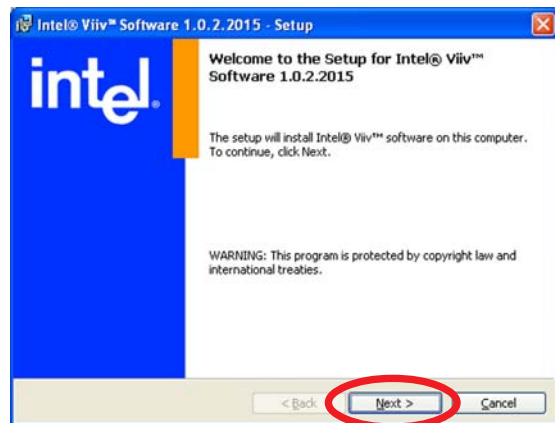 Intel® Viiv™ Software 1.0.2.2015 - Setup
intel®
Welcome to the Setup for Intel® Viiv™
Software 1.0.2.2015
The setup will install Intel® Viiv™ software on this computer.
To continue, click Next.
WARNING: This program is protected by copyright law and
international treaties.
< Back
Next >
Cancel